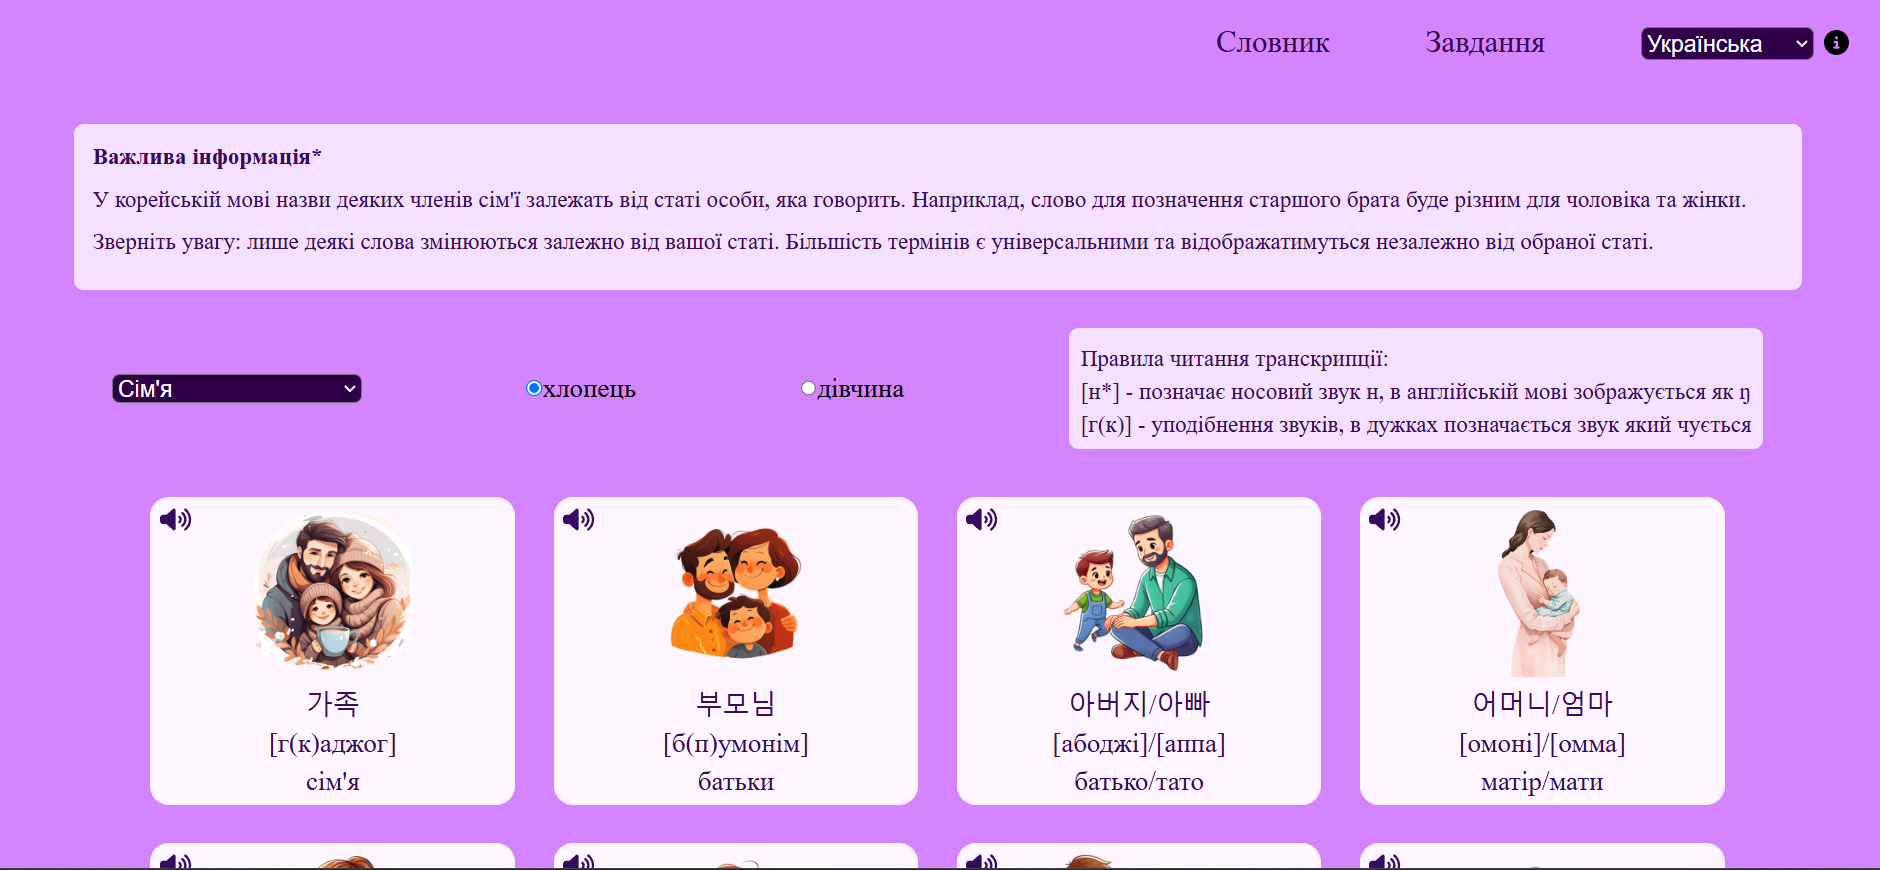 Словник
Завдання
Українська
Важлива інформація*
У корейській мові назви деяких членів сім'ї залежать від статі особи, яка говорить. Наприклад, слово для позначення старшого брата буде різним для чоловіка та жінки.
Зверніть увагу: лише деякі слова змінюються залежно від вашої статі. Більшість термінів є універсальними та відображатимуться незалежно від обраної статі.
Сім'я
хлопець
дівчина
Правила читання транскрипції:
[н*] - позначає носовий звук н, в англійській мові зображується як ŋ
[г(к)] - уподібнення звуків, в дужках позначається звук який чується
가족
[г(к)аджог]
сім'я
부모님
[б(п)умонім]
батьки
아버지/아빠
[абоджі]/[аппа]
батько/тато
어머니/엄마
[омоні]/[омма]
матір/мати